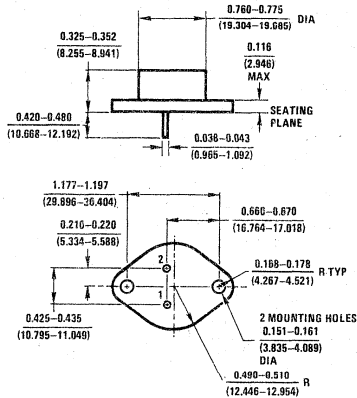 0.760–0.775 DIA
(19.304–19.685)
0.325–0.352
(8.255–8.941)
0.116
(2.946)
MAX
SEATING
PLANE
0.420–0.480
(10.668–12.192)
0.038–0.043
(0.965–1.092)
1.177–1.197
(29.896–30.404)
0.660–0.670
(16.764–17.018)
0.210–0.220
(5.334–5.588)
2
0.168–0.178 R TYP
(4.267–4.521)
1
2 MOUNTING HOLES
0.151–0.161
(3.835–4.089)
DIA
0.425–0.435
(10.795–11.049)
0.490–0.510 R
(12.446–12.954)